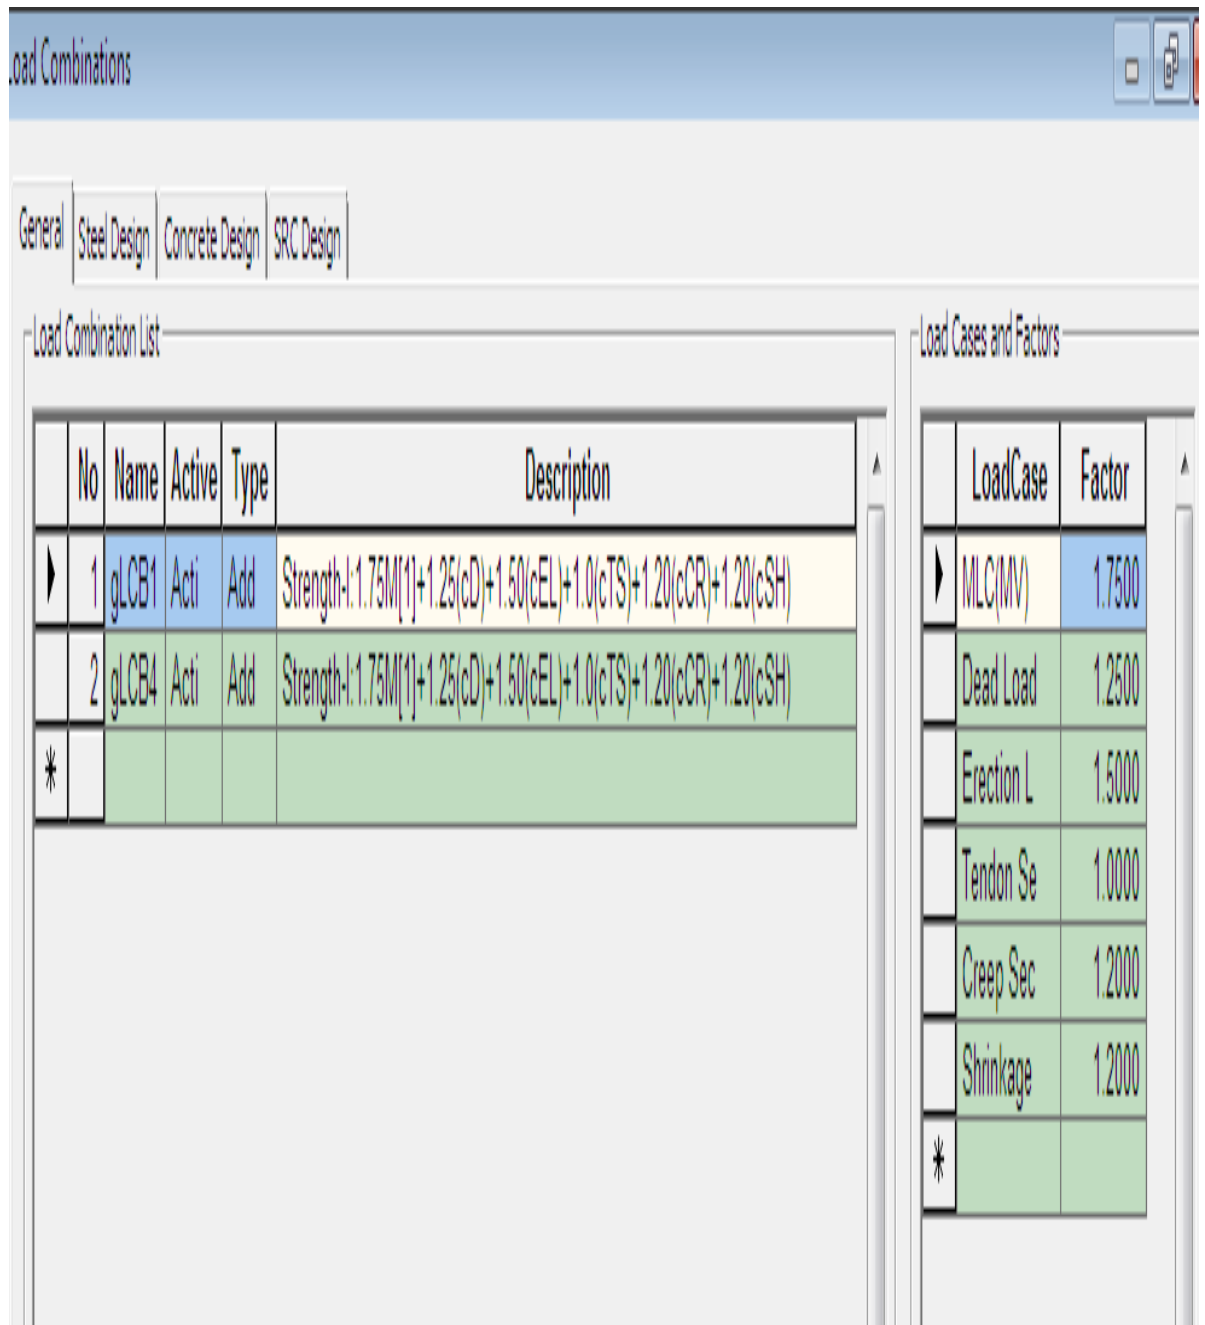 Load Combinations
General Steel Design Concrete Design SRC Design
Load Combination List
No Name Active Type Description
1 gLCB1 Acti Add Strength-I:1.75M[1]+1.25(cD)+1.50(cEL)+1.0(cTS)+1.20(cCR)+1.20(cSH)
2 gLCB4 Acti Add Strength-I:1.75M[1]+1.25(cD)+1.50(cEL)+1.0(cTS)+1.20(cCR)+1.20(cSH)
*
Load Cases and Factors
LoadCase Factor
MLC(MV) 1.7500
Dead Load 1.2500
Erection L 1.5000
Tendon Se 1.0000
Creep Sec 1.2000
Shrinkage 1.2000
*